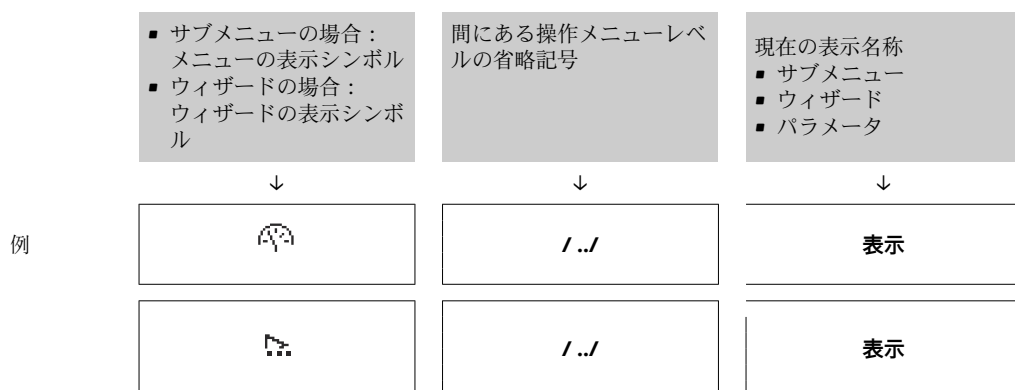 ▪ サブメニューの場合：
メニューの表示シンボル
▪ ウィザードの場合：
ウィザードの表示シンボ
ル
間にある操作メニューレベ
ルの省略記号
現在の表示名称
▪ サブメニュー
▪ ウィザード
▪ パラメータ
↓ ↓ ↓
例 / ../ 表示
/ ../ 表示